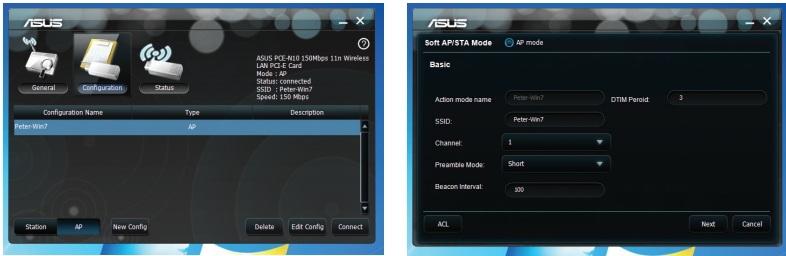 ASUS
ASUS PCE-N10 150Mbps 11n Wireless
LAN PCI-E Card
Mode : AP
Status: connected
SSID : Peter-Win7
Speed: 150 Mbps
General Configuration Status
Configuration Name Type Description
Peter-Win7 AP
Station AP New Config Delete Edit Config Connect
ASUS
Soft AP/STA Mode AP mode
Basic
Action mode name Peter-Win7 DTIM Peroid: 3
SSID: Peter-Win7
Channel: 1
Preamble Mode: Short
Beacon Interval: 100
ACL Next Cancel